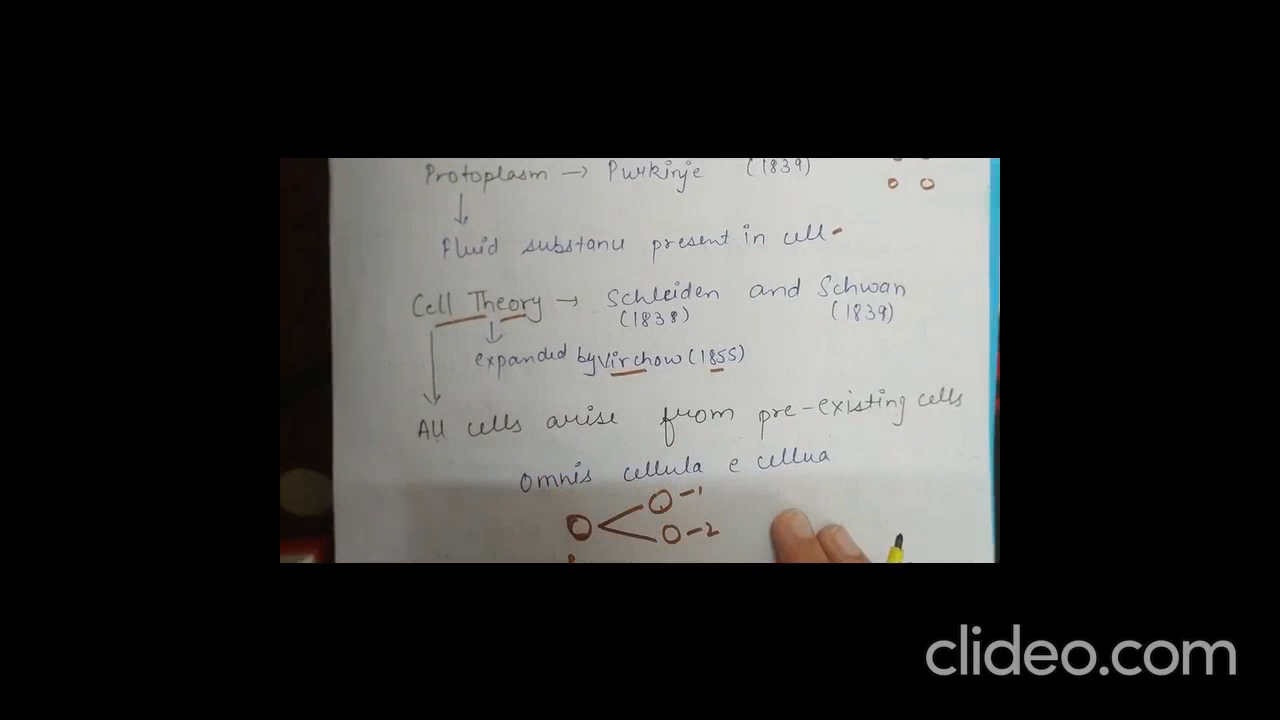 Protoplasm → Purkinje (1839)
↓
Fluid substanu present in cell
Cell Theory → Schleiden and Schwan
(1838) (1839)
expanded by Virchow (1855)
All cells arise from pre-existing cells
Omnis cellula e cellua
-1
-2
clideo.com